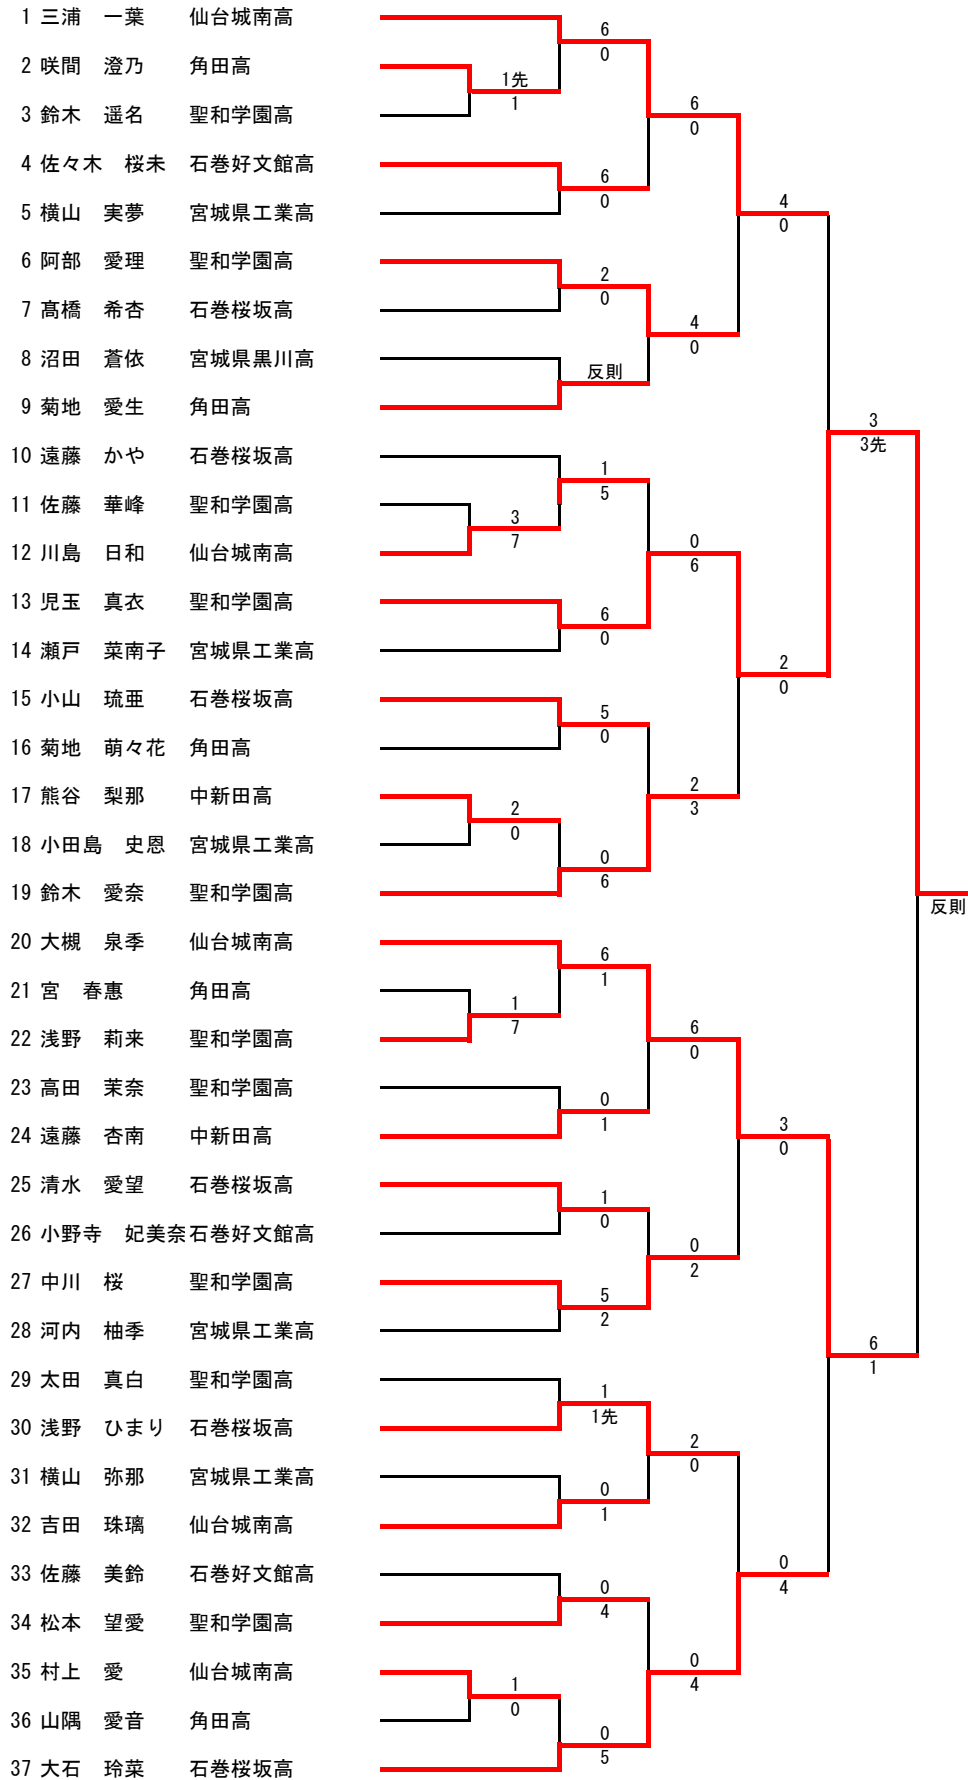 1 三浦　一葉　仙台城南高
2 咲間　澄乃　角田高
3 鈴木　遥名　聖和学園高
4 佐々木　桜未　石巻好文館高
5 横山　実夢　宮城県工業高
6 阿部　愛理　聖和学園高
7 髙橋　希杏　石巻桜坂高
8 沼田　蒼依　宮城県黒川高
9 菊地　愛生　角田高
10 遠藤　かや　石巻桜坂高
11 佐藤　華峰　聖和学園高
12 川島　日和　仙台城南高
13 児玉　真衣　聖和学園高
14 瀬戸　菜南子　宮城県工業高
15 小山　琉亜　石巻桜坂高
16 菊地　萌々花　角田高
17 熊谷　梨那　中新田高
18 小田島　史恩　宮城県工業高
19 鈴木　愛奈　聖和学園高
20 大槻　泉季　仙台城南高
21 宮　春惠　角田高
22 浅野　莉来　聖和学園高
23 高田　茉奈　聖和学園高
24 遠藤　杏南　中新田高
25 清水　愛望　石巻桜坂高
26 小野寺　妃美奈 石巻好文館高
27 中川　桜　聖和学園高
28 河内　柚季　宮城県工業高
29 太田　真白　聖和学園高
30 浅野　ひまり　石巻桜坂高
31 横山　弥那　宮城県工業高
32 吉田　珠璃　仙台城南高
33 佐藤　美鈴　石巻好文館高
34 松本　望愛　聖和学園高
35 村上　愛　仙台城南高
36 山隅　愛音　角田高
37 大石　玲菜　石巻桜坂高
1先
1
3
7
2
0
1
7
1
0
6
0
6
0
2
0
反則
1
5
6
0
5
0
0
6
6
1
0
1
1
0
5
2
1
1先
0
1
0
4
0
5
6
0
4
0
0
6
2
3
6
0
0
2
2
0
0
4
4
0
2
0
3
0
0
4
3
3先
6
1
反則